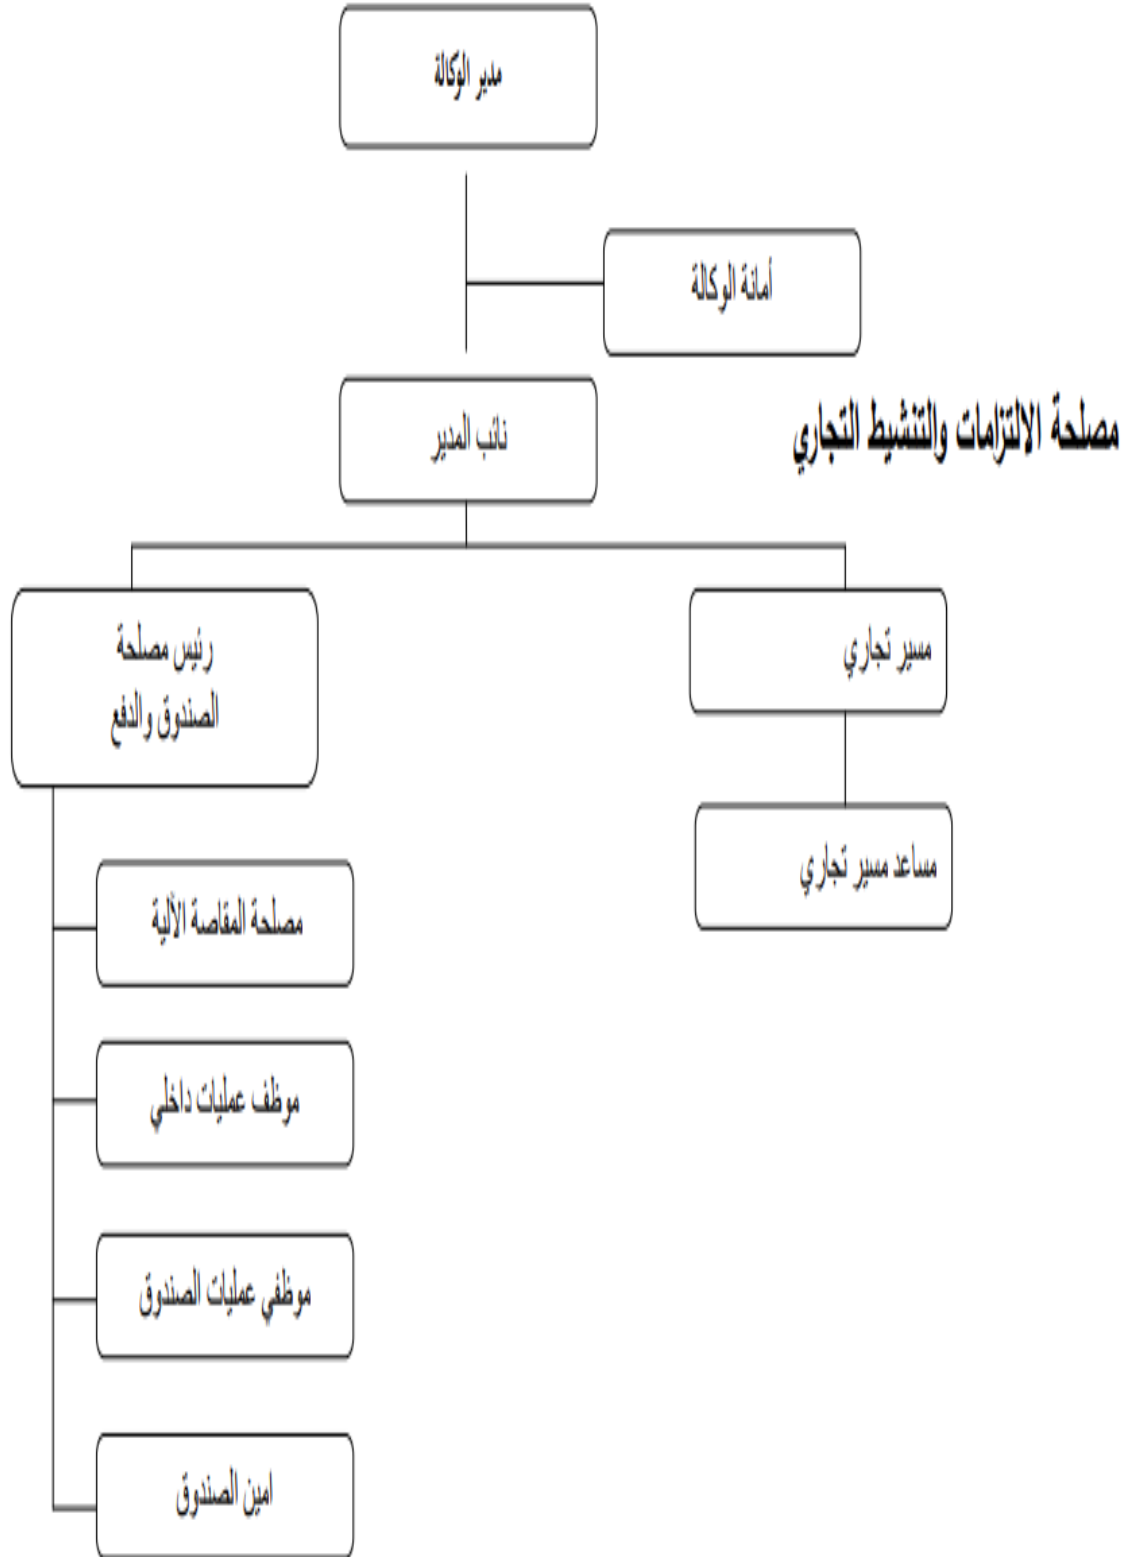 مدير الوكالة
أمانة الوكالة
نائب المدير
مصلحة الالتزامات والتنشيط التجاري
مسير تجاري
مساعد مسير تجاري
رئيس مصلحة
الصندوق والدفع
مصلحة المقاصة الألية
موظف عمليات داخلي
موظفي عمليات الصندوق
امين الصندوق